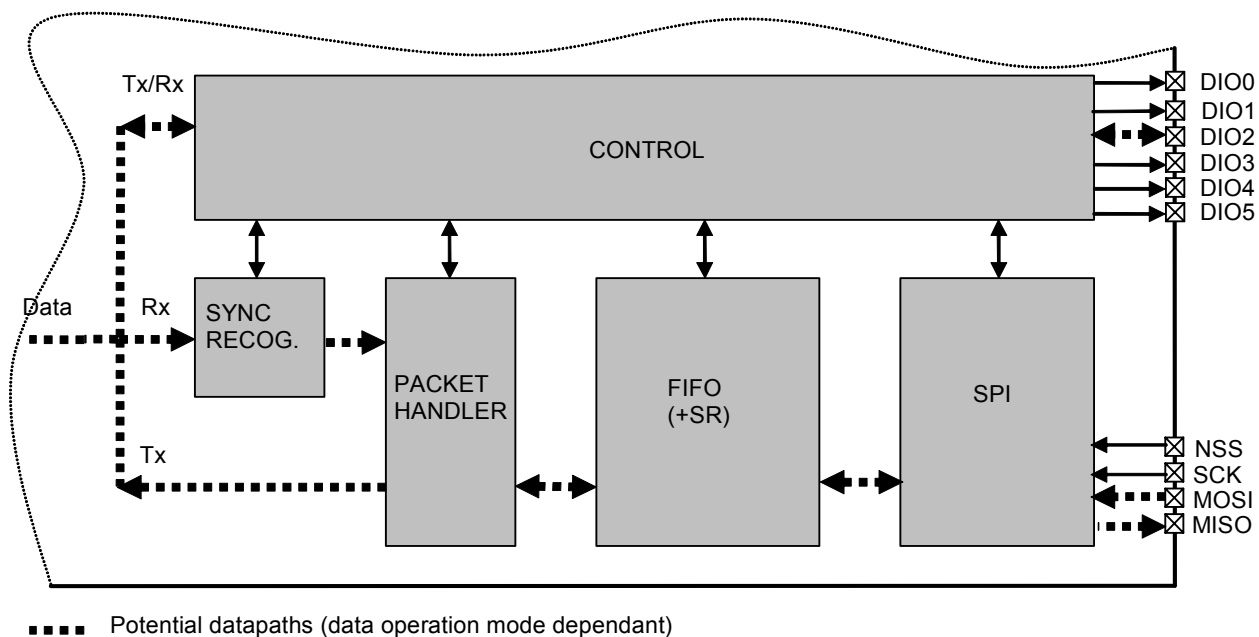 Tx/Rx
CONTROL
DIO0
DIO1
DIO2
DIO3
DIO4
DIO5
Data
Rx
SYNC
RECOG.
PACKET
HANDLER
FIFO
(+SR)
SPI
Tx
NSS
SCK
MOSI
MISO
Potential datapaths (data operation mode dependant)